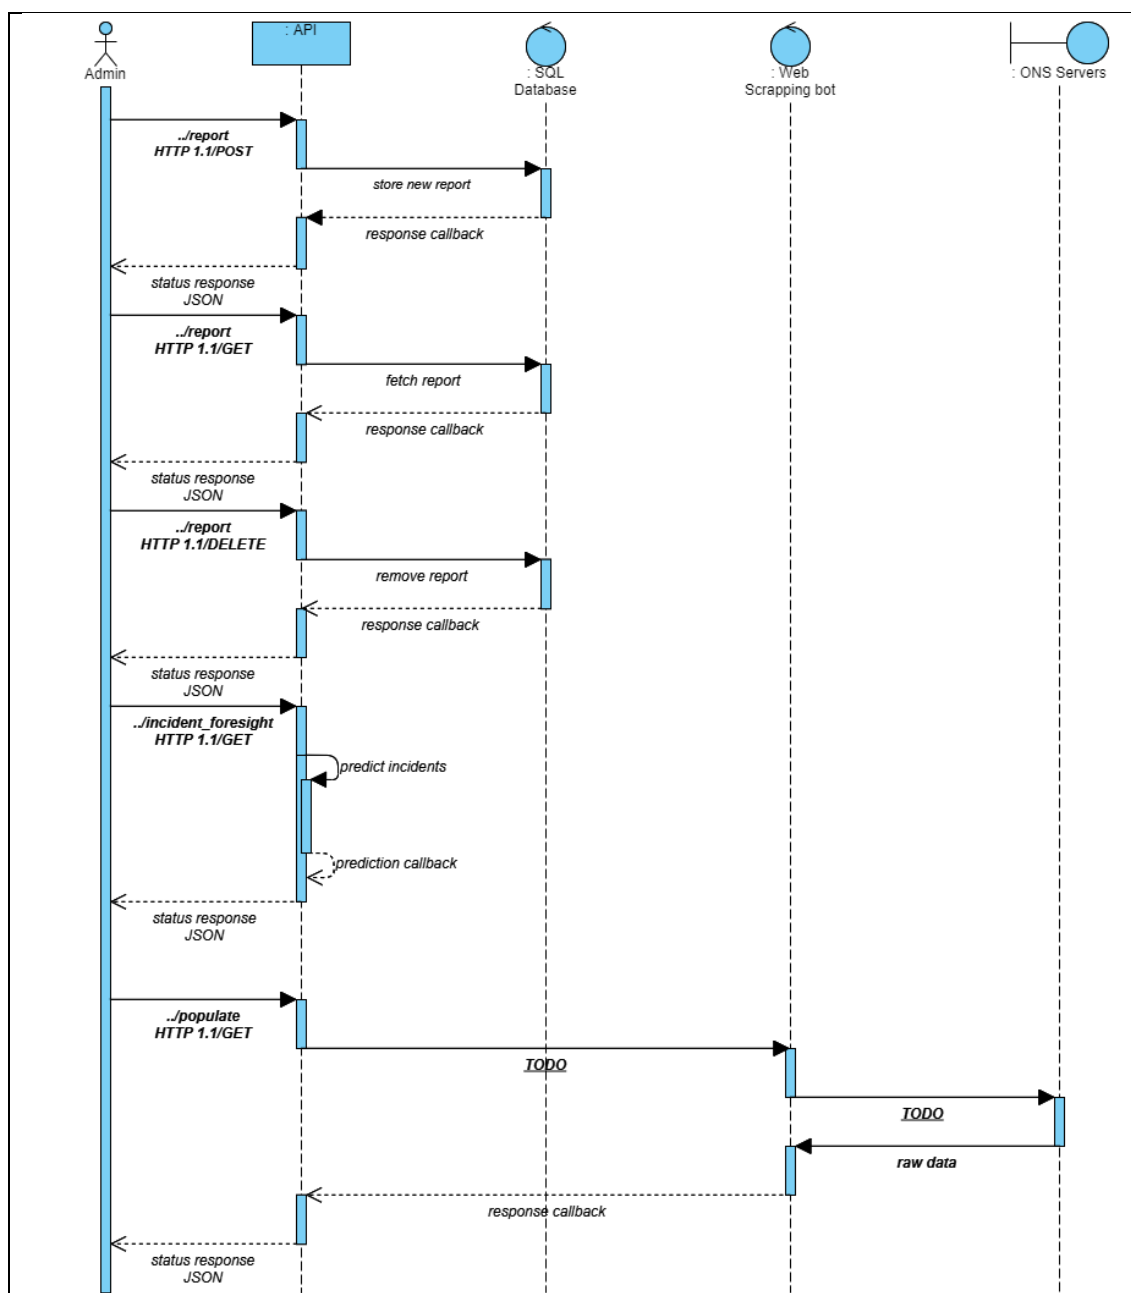 Admin
: API
: SQL
Database
: Web
Scrapping bot
: ONS Servers
../report
HTTP 1.1/POST
store new report
response callback
status response
JSON
../report
HTTP 1.1/GET
fetch report
response callback
status response
JSON
../report
HTTP 1.1/DELETE
remove report
response callback
status response
JSON
../incident_foresight
HTTP 1.1/GET
predict incidents
prediction callback
status response
JSON
../populate
HTTP 1.1/GET
TODO
TODO
raw data
response callback
status response
JSON